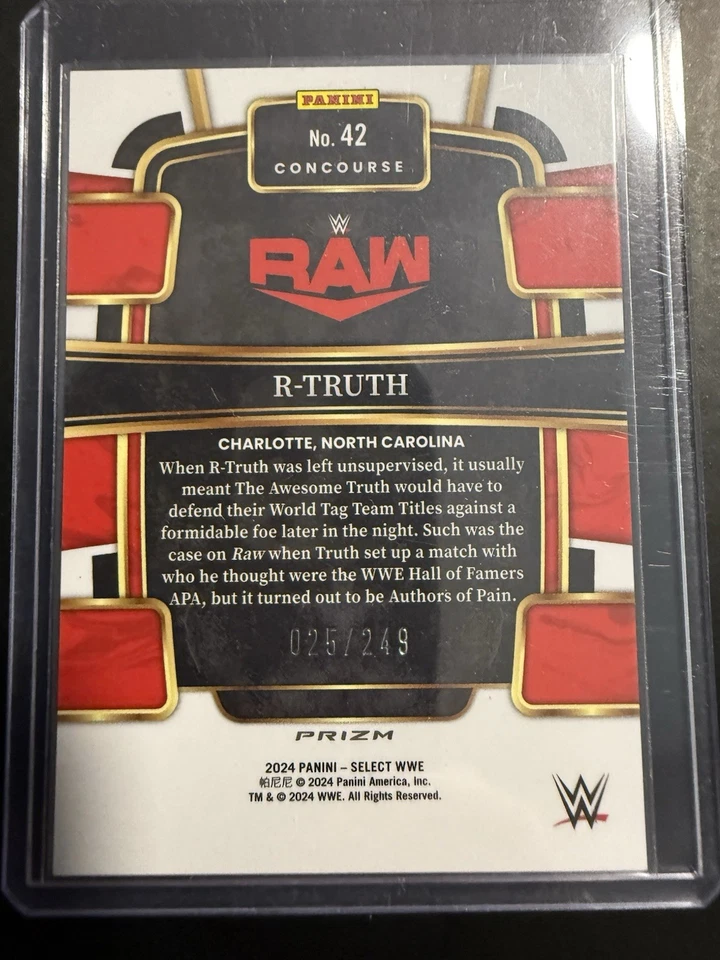 PANINI
No. 42
CONCOURSE
W
RAW
R-TRUTH
CHARLOTTE, NORTH CAROLINA
When R-Truth was left unsupervised, it usually
meant The Awesome Truth would have to
defend their World Tag Team Titles against a
formidable foe later in the night. Such was the
case on Raw when Truth set up a match with
who he thought were the WWE Hall of Famers
APA, but it turned out to be Authors of Pain.
025/249
PRIZM
2024 PANINI – SELECT WWE
帕尼尼 © 2024 Panini America, Inc.
TM & © 2024 WWE. All Rights Reserved.
W